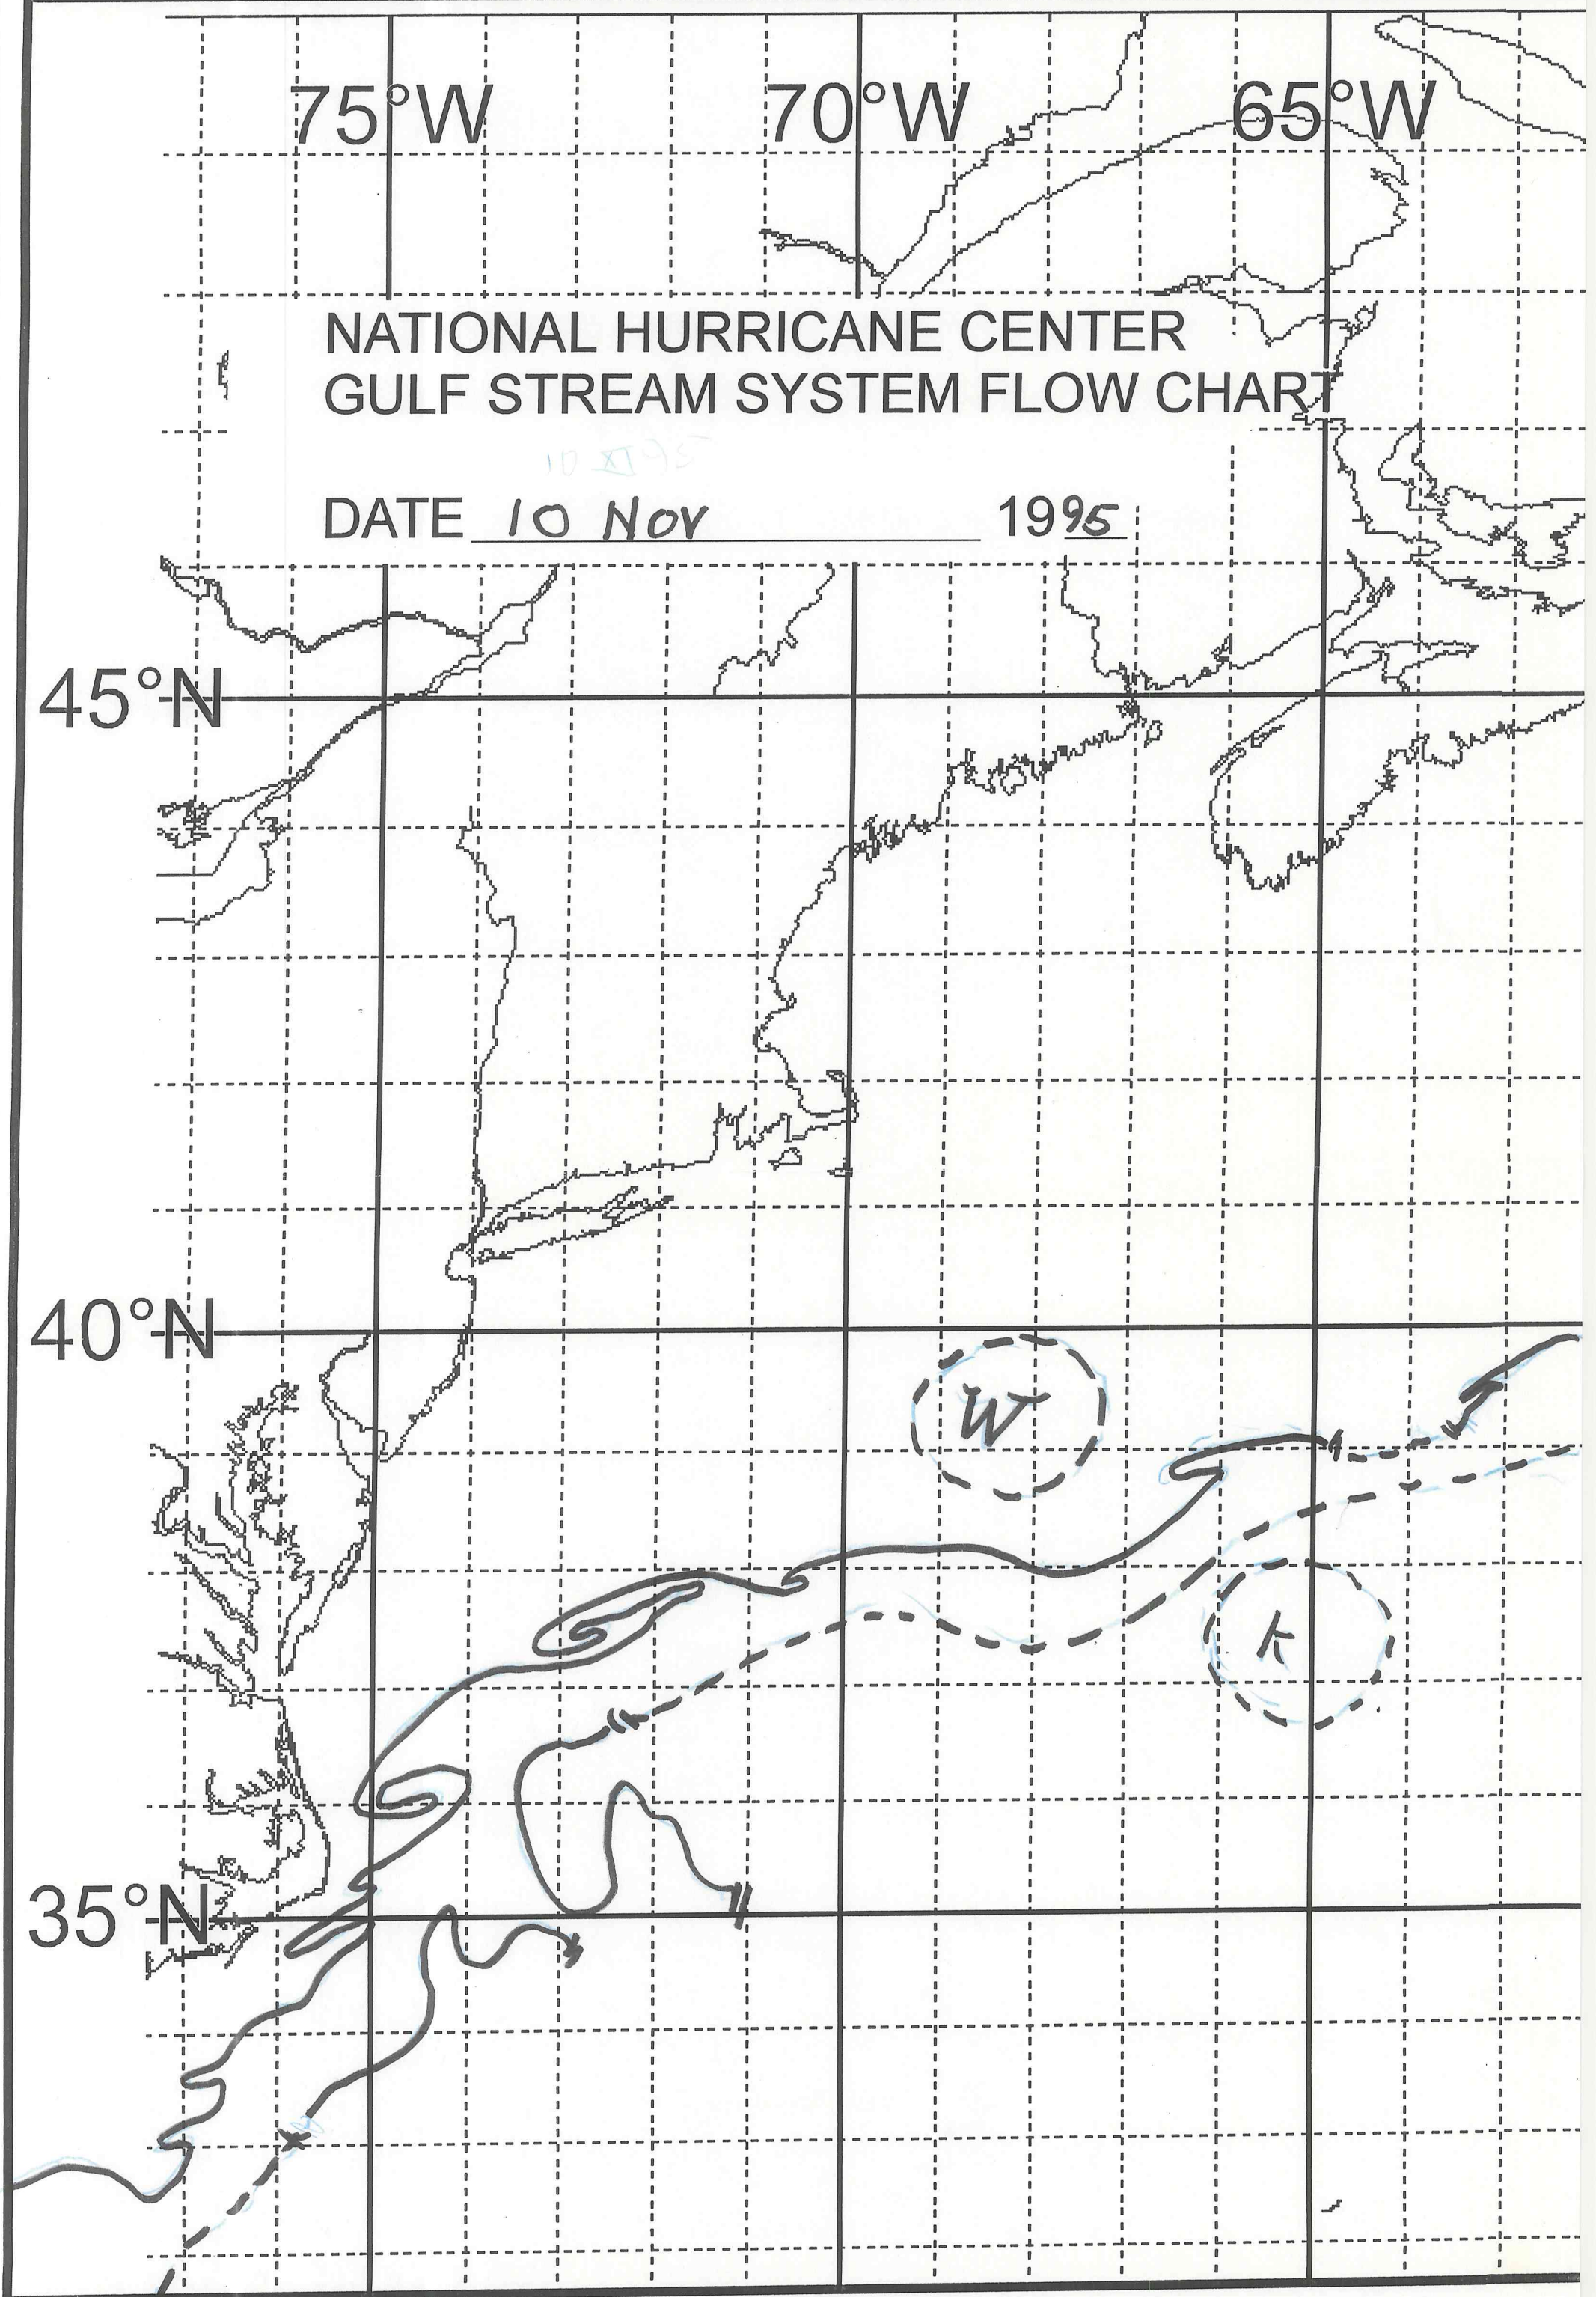 75°W 70°W 65°W
NATIONAL HURRICANE CENTER
GULF STREAM SYSTEM FLOW CHART
DATE 10 Nov 1995
45°N
40°N
W
K
35°N